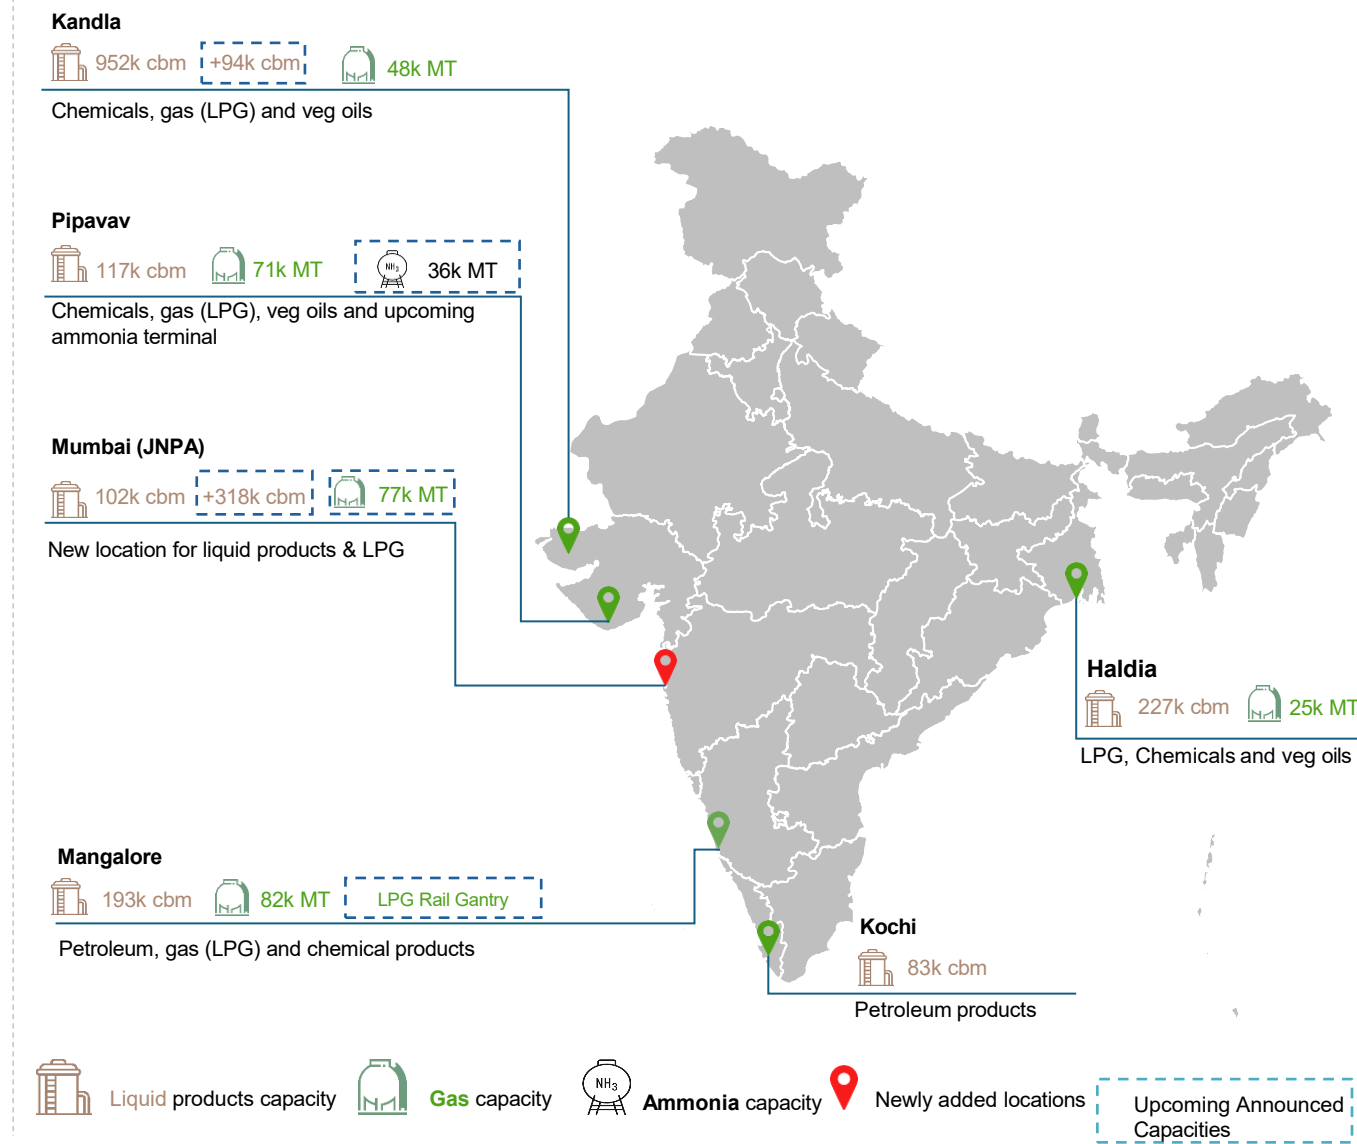 Kandla
952k cbm +94k cbm 48k MT
Chemicals, gas (LPG) and veg oils
Pipavav
117k cbm 71k MT NH₃ 36k MT
Chemicals, gas (LPG), veg oils and upcoming
ammonia terminal
Mumbai (JNPA)
102k cbm +318k cbm 77k MT
New location for liquid products & LPG
Haldia
227k cbm 25k MT
LPG, Chemicals and veg oils
Mangalore
193k cbm 82k MT LPG Rail Gantry
Petroleum, gas (LPG) and chemical products
Kochi
83k cbm
Petroleum products
Liquid products capacity Gas capacity NH₃ Ammonia capacity Newly added locations Upcoming Announced
Capacities